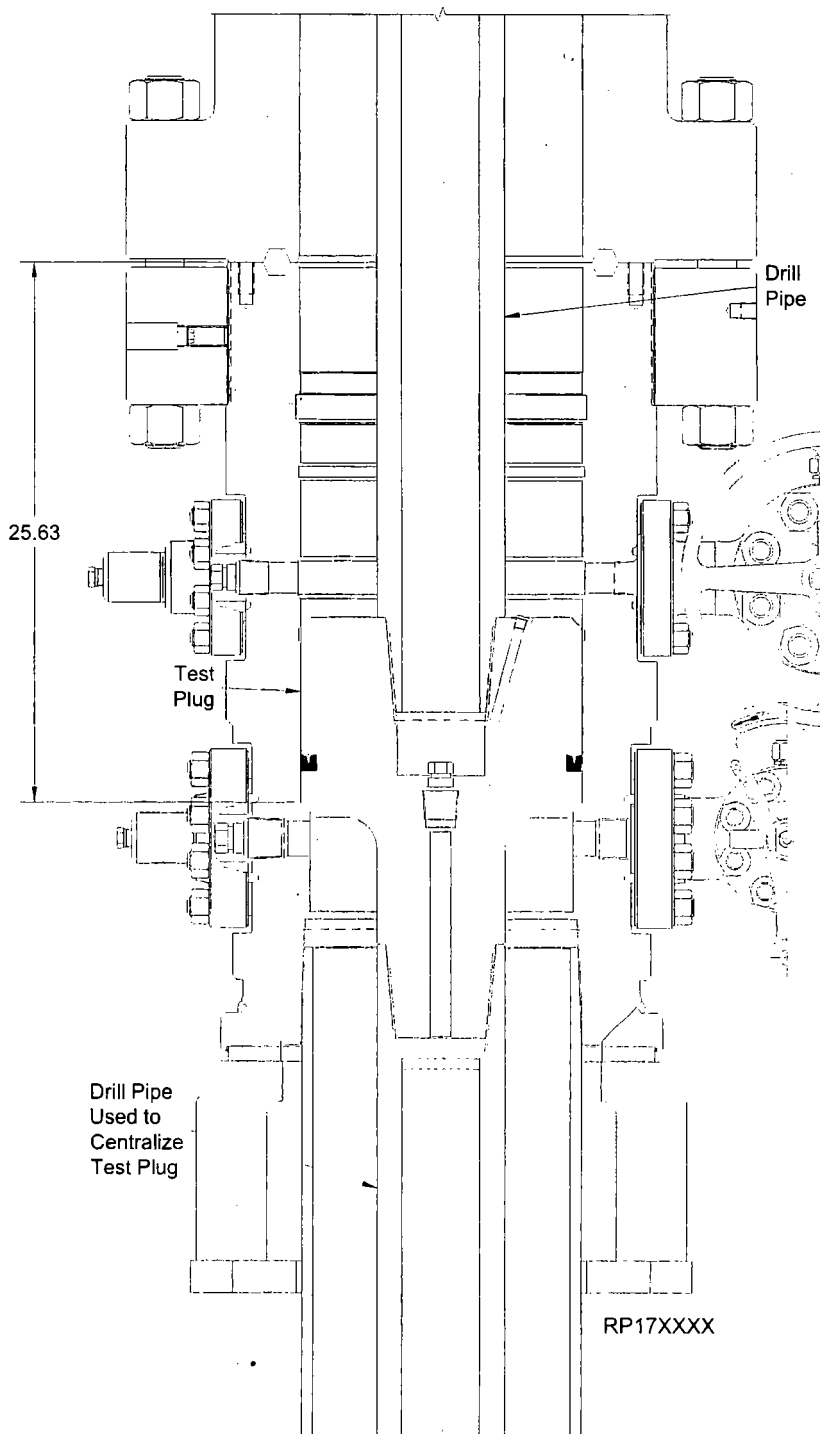 Drill
Pipe
25.63
Test
Plug
Drill Pipe
Used to
Centralize
Test Plug
RP17XXXX